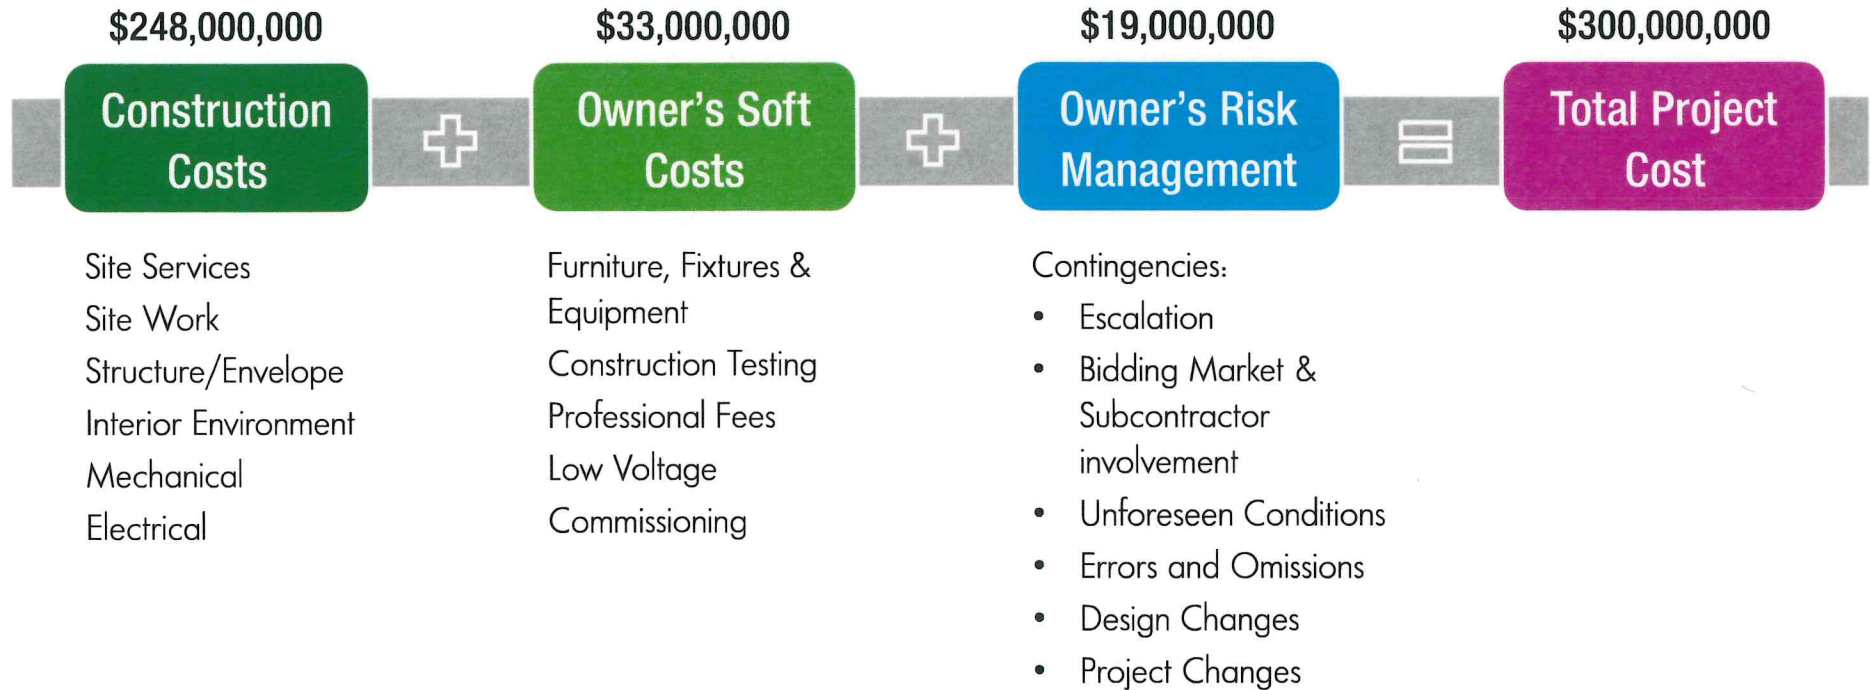 $248,000,000
Construction
Costs
Site Services
Site Work
Structure/Envelope
Interior Environment
Mechanical
Electrical
$33,000,000
Owner's Soft
Costs
Furniture, Fixtures &
Equipment
Construction Testing
Professional Fees
Low Voltage
Commissioning
$19,000,000
Owner's Risk
Management
Contingencies:
• Escalation
• Bidding Market &
Subcontractor
involvement
• Unforeseen Conditions
• Errors and Omissions
• Design Changes
• Project Changes
$300,000,000
Total Project
Cost